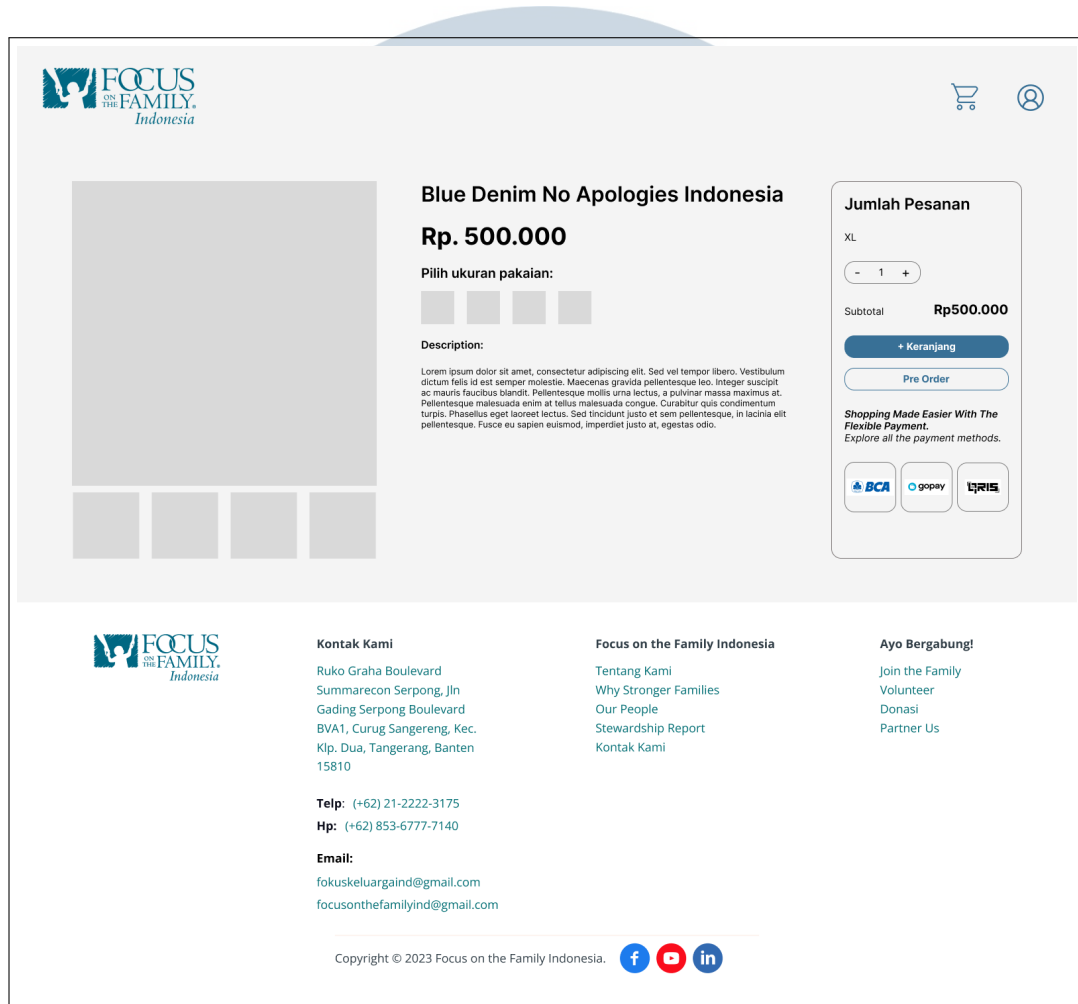 FOCUS
ON THE FAMILY®
Indonesia
Blue Denim No Apologies Indonesia
Rp. 500.000
Pilih ukuran pakaian:
Description:
Lorem ipsum dolor sit amet, consectetur adipiscing elit. Sed vel tempor libero. Vestibulum
dictum felis id est semper molestie. Maecenas gravida pellentesque leo. Integer suscipit
ac mauris faucibus blandit. Pellentesque mollis urna lectus, a pulvinar massa maximus at.
Pellentesque malesuada enim at tellus malesuada congue. Curabitur quis condimentum
turpis. Phasellus eget laoreet lectus. Sed tincidunt justo et sem pellentesque, in lacinia elit
pellentesque. Fusce eu sapien euismod, imperdiet justo at, egestas odio.
Jumlah Pesanan
XL
- 1 +
Subtotal Rp500.000
+ Keranjang
Pre Order
Shopping Made Easier With The
Flexible Payment.
Explore all the payment methods.
BCA
gopay
QRIS
FOCUS
ON THE FAMILY®
Indonesia
Kontak Kami
Ruko Graha Boulevard
Summarecon Serpong, Jln
Gading Serpong Boulevard
BVA1, Curug Sangereng, Kec.
Klp. Dua, Tangerang, Banten
15810
Telp: (+62) 21-2222-3175
Hp: (+62) 853-6777-7140
Email:
fokuskeluargaind@gmail.com
focusonthefamilyind@gmail.com
Focus on the Family Indonesia
Tentang Kami
Why Stronger Families
Our People
Stewardship Report
Kontak Kami
Ayo Bergabung!
Join the Family
Volunteer
Donasi
Partner Us
Copyright © 2023 Focus on the Family Indonesia.
f
in